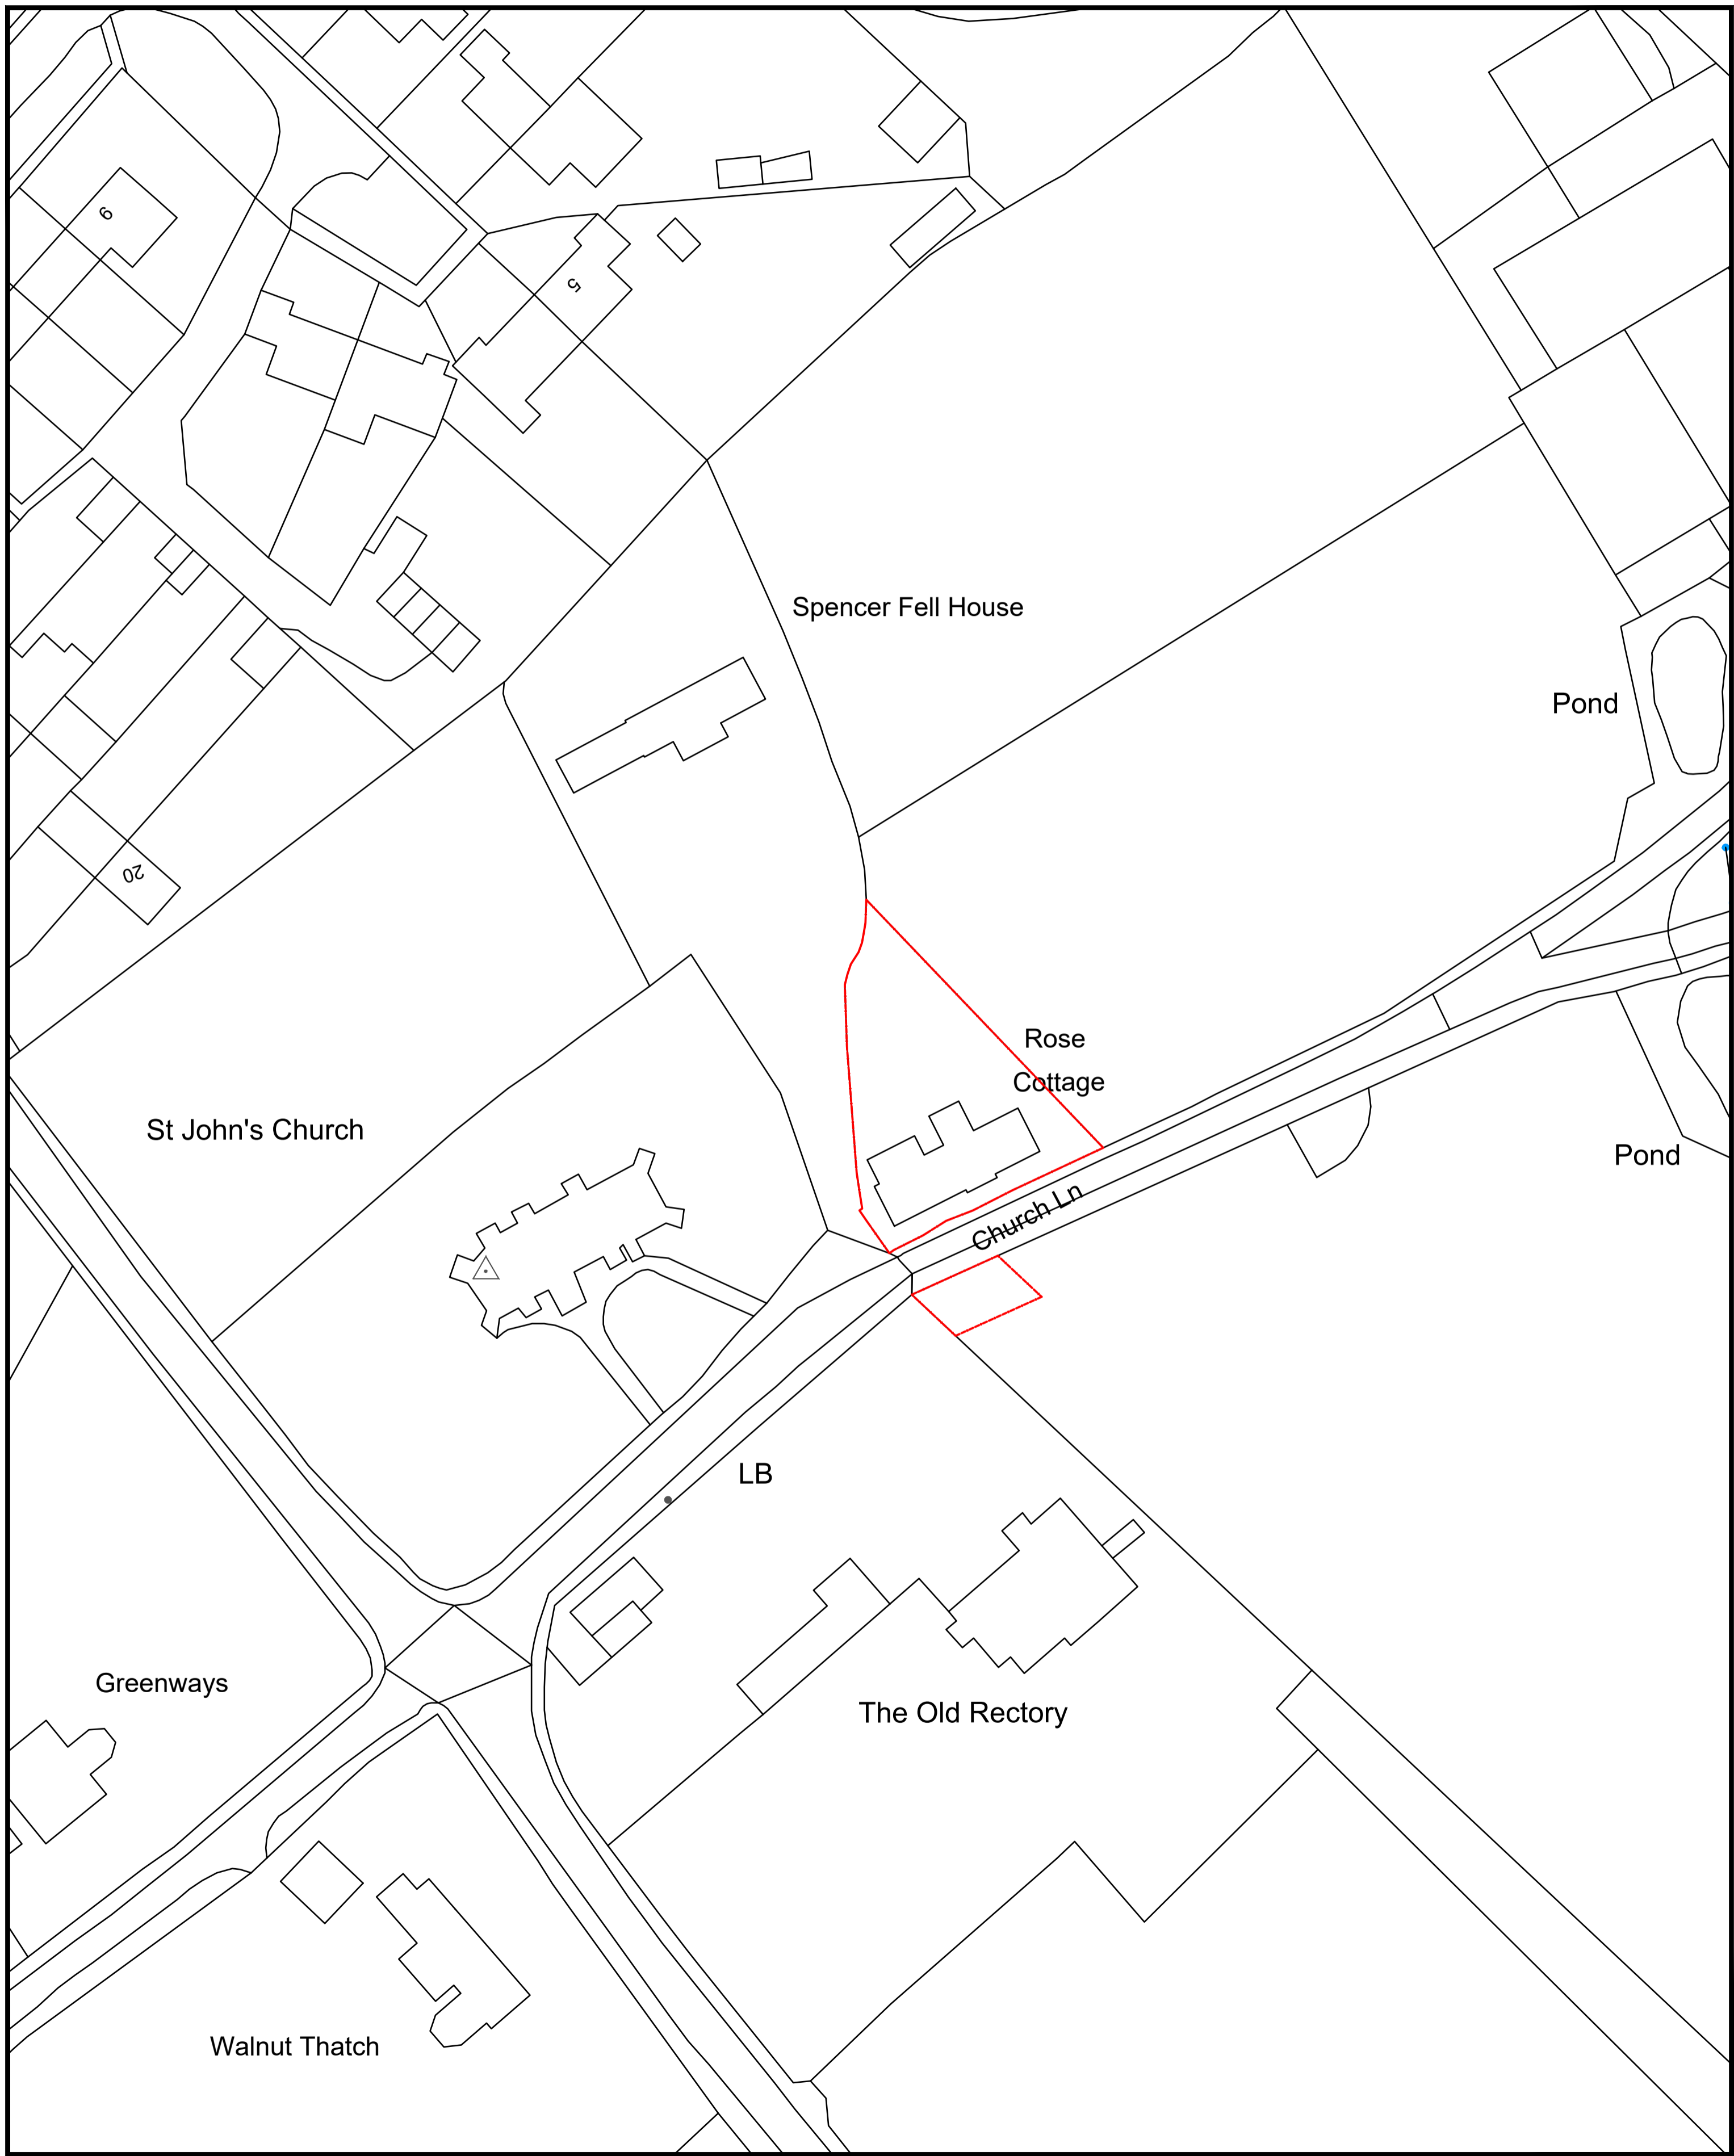 9
5
Spencer Fell House
Pond
20
Rose
Cottage
St John's Church
Pond
Church Ln
LB
Greenways
The Old Rectory
Walnut Thatch